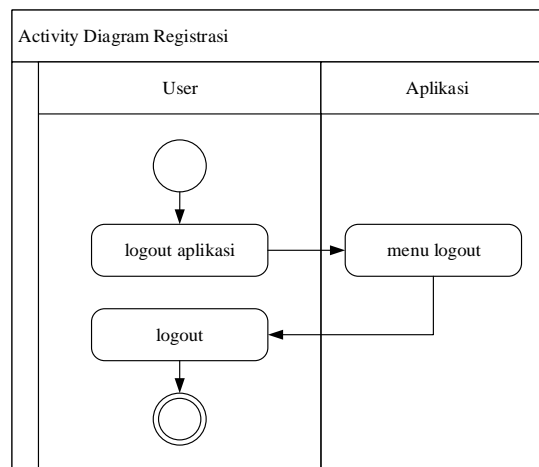 Activity Diagram Registrasi
User
Aplikasi
logout aplikasi
menu logout
logout